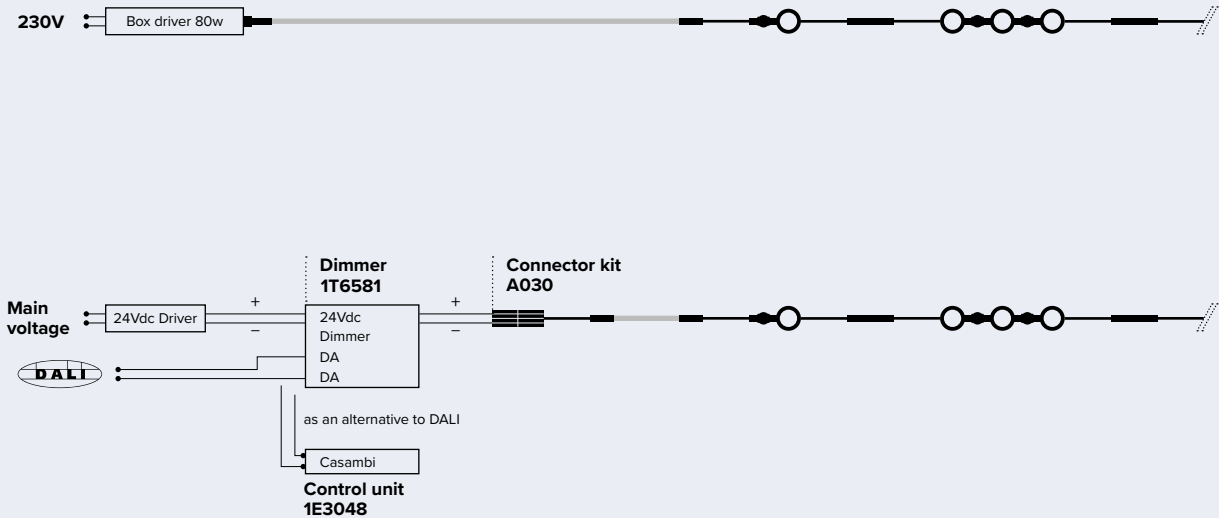 230V
Box driver 80w
Dimmer
1T6581
Connector kit
A030
Main
voltage
24Vdc Driver
+
–
24Vdc
Dimmer
DA
DA
+
–
DALI
as an alternative to DALI
Casambi
Control unit
1E3048